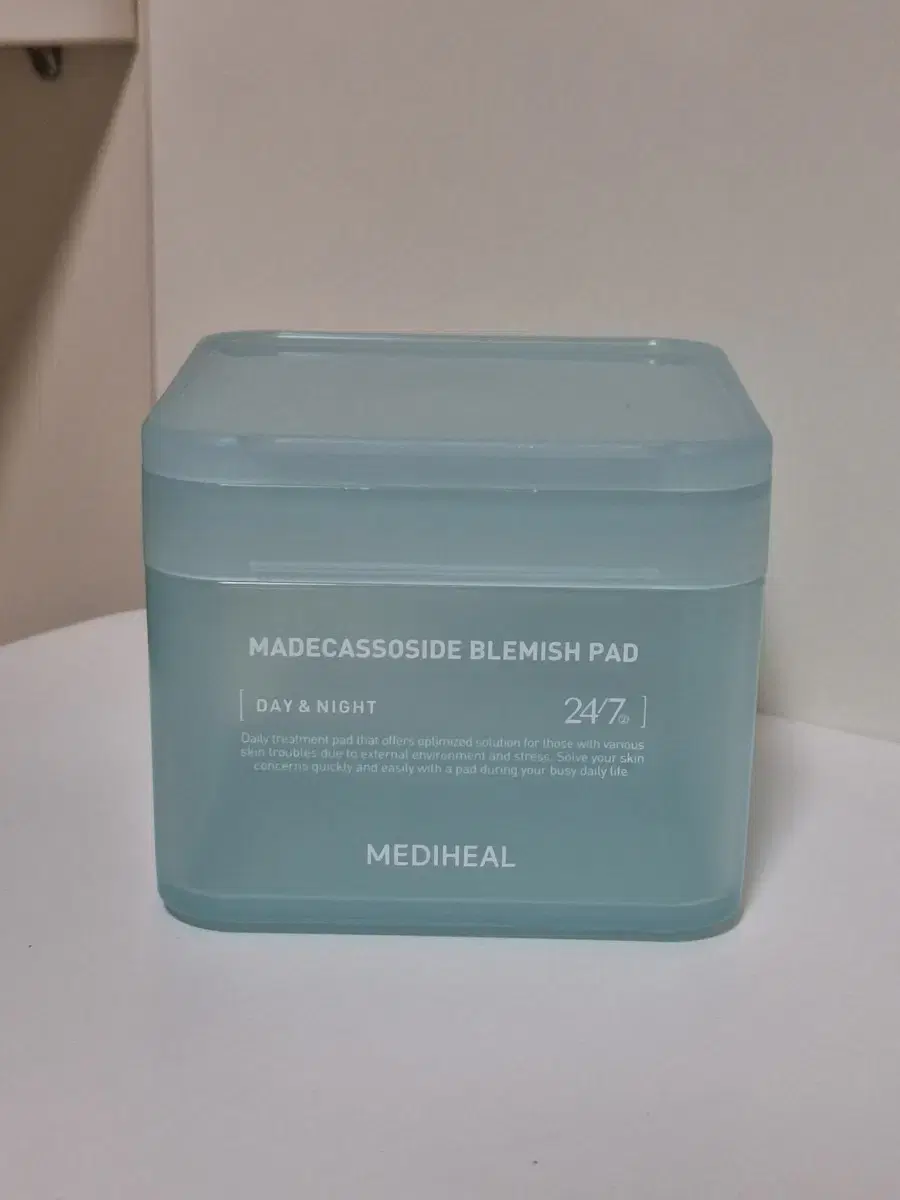 MADECASSOSIDE BLEMISH PAD
[ DAY & NIGHT 24/7 ]
Daily treatment pad that offers optimized solution for those with various
skin troubles due to external environment and stress. Solve your skin
concerns quickly and easily with a pad during your busy daily life
MEDIHEAL